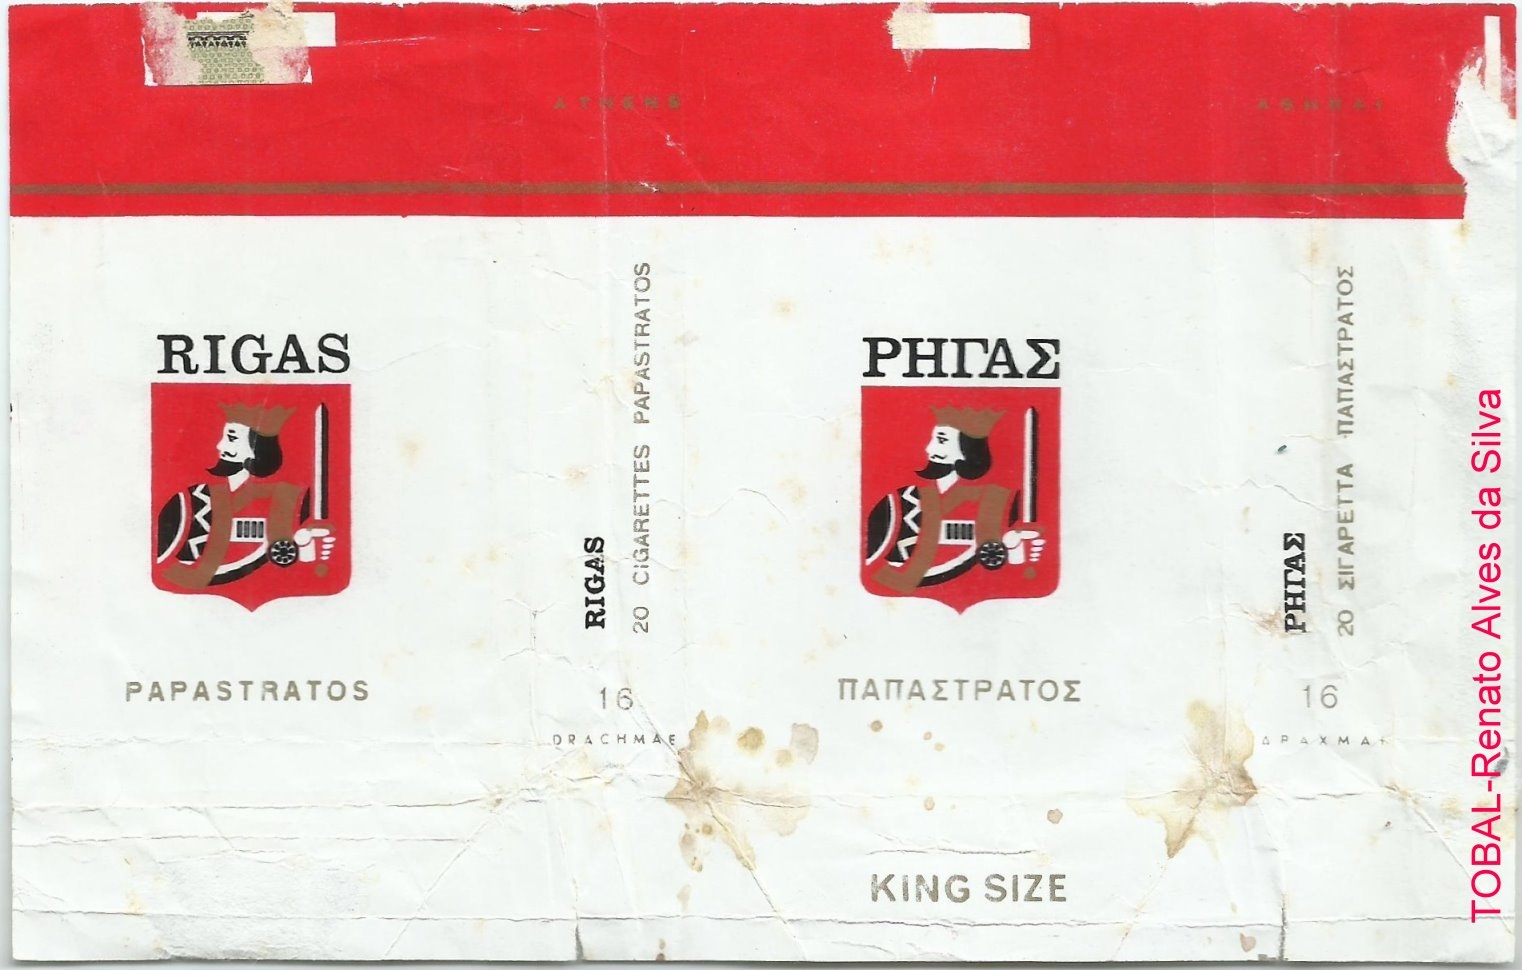 ATHENS
ΑΘΗΝΑΙ
RIGAS
PAPASTRATOS
RIGAS
20 CIGARETTES PAPASTRATOS
16
DRACHMAE
ΡΗΓΑΣ
ΠΑΠΑΣΤΡΑΤΟΣ
KING SIZE
ΡΗΓΑΣ
20 ΣΙΓΑΡΕΤΤΑ ΠΑΠΑΣΤΡΑΤΟΣ
16
ΔΡΑΧΜΑΙ
TOBAL-Renato Alves da Silva